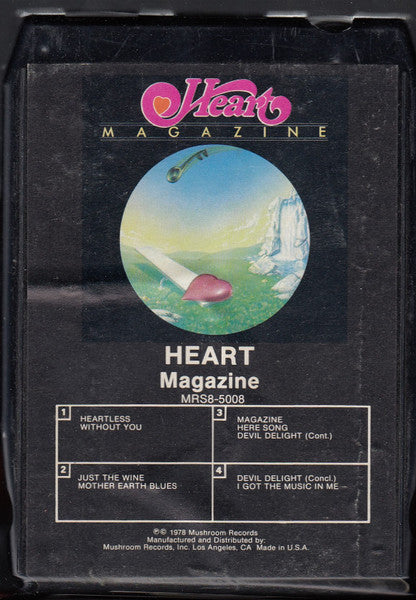 Heart
MAGAZINE
HEART
Magazine
MRS8-5008
1
HEARTLESS
WITHOUT YOU
3
MAGAZINE
HERE SONG
DEVIL DELIGHT (Cont.)
2
JUST THE WINE
MOTHER EARTH BLUES
4
DEVIL DELIGHT (Concl.)
I GOT THE MUSIC IN ME
℗© 1978 Mushroom Records
Manufactured and Distributed by:
Mushroom Records, Inc. Los Angeles, CA Made in U.S.A.